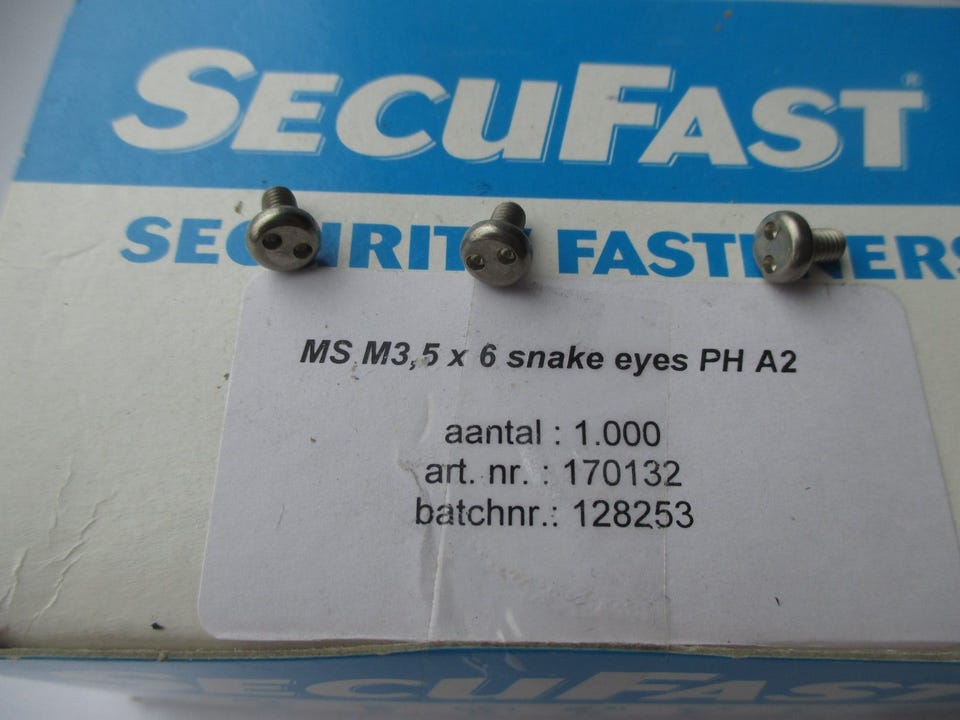 SECUFAST®
SECURITY FASTENERS
MS M3,5 x 6 snake eyes PH A2
aantal : 1.000
art. nr. : 170132
batchnr.: 128253
SECUFAST